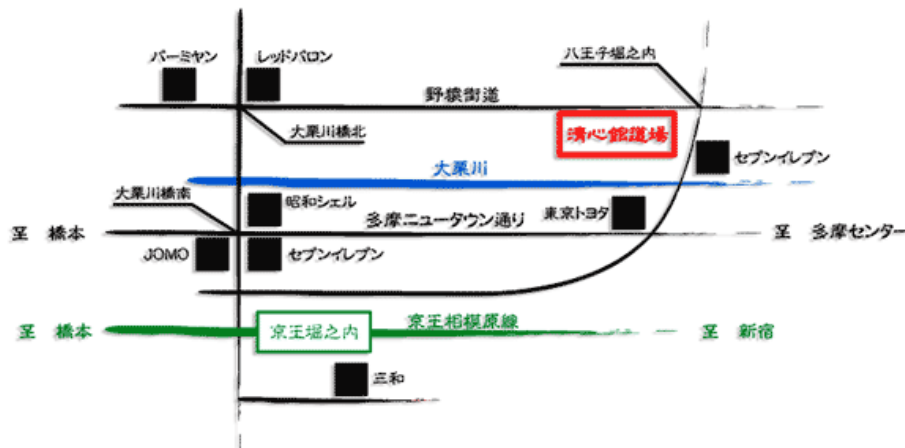 八王子堀之内
バーミヤン
レッドバロン
野猿街道
大栗川橋北
清心館道場
セブンイレブン
大栗川
大栗川橋南
昭和シェル
東京トヨタ
多摩ニュータウン通り
至 橋本
至 多摩センター
JOMO
セブンイレブン
京王相模原線
至 橋本
京王堀之内
至 新宿
三和